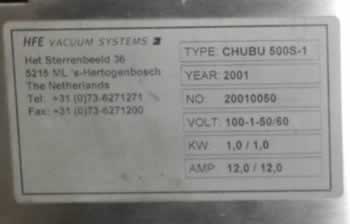 HFE VACUUM SYSTEMS
Het Sterrenbeeld 36
5215 ML 's-Hertogenbosch
The Netherlands
Tel: +31 (0)73-6271271
Fax: +31 (0)73-6271200
TYPE: CHUBU 500S-1
YEAR: 2001
NO: 20010050
VOLT: 100-1-50/60
KW: 1,0 / 1,0
AMP: 12,0 / 12,0